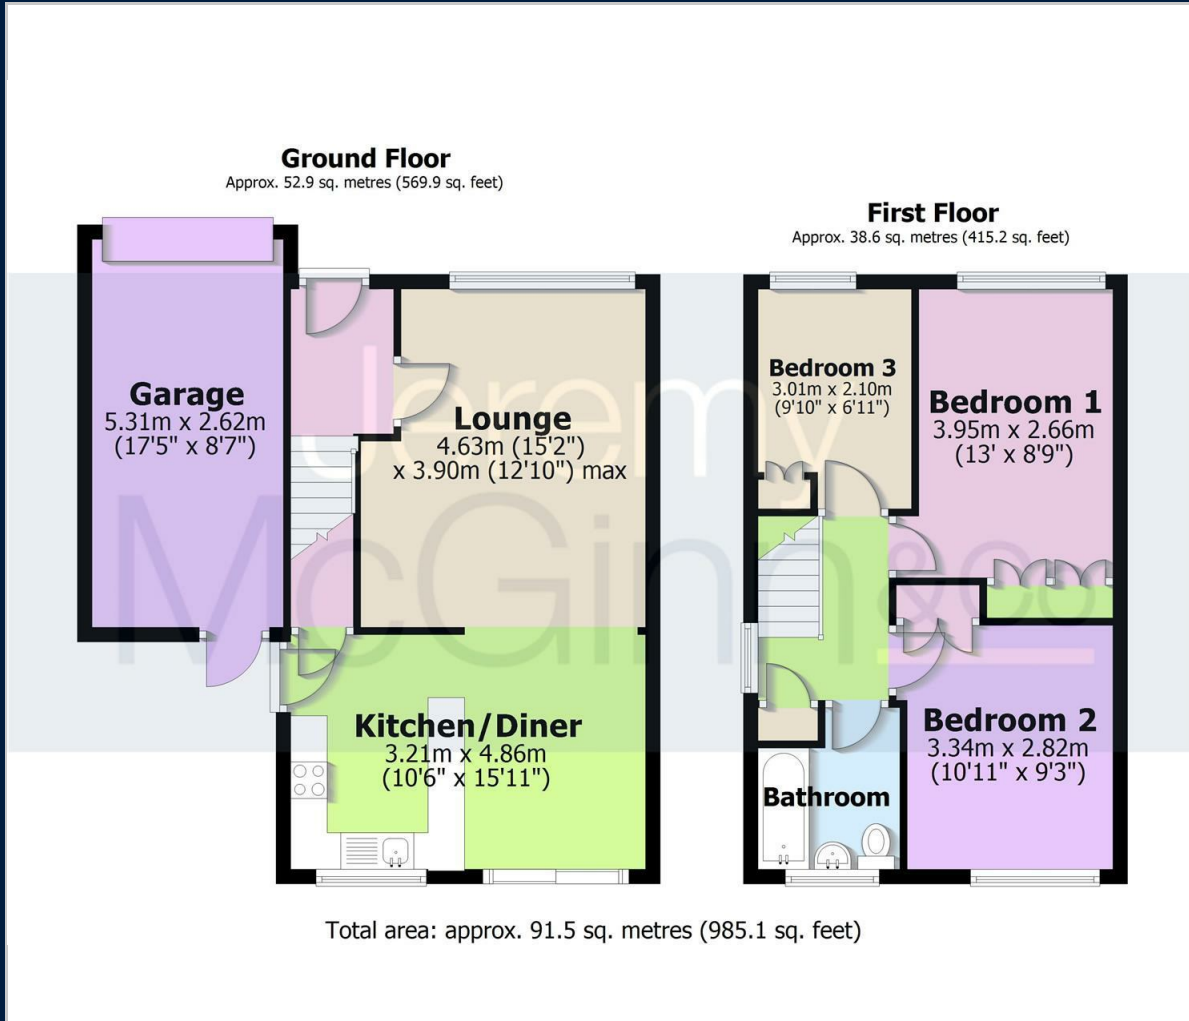 Ground Floor
Approx. 52.9 sq. metres (569.9 sq. feet)
First Floor
Approx. 38.6 sq. metres (415.2 sq. feet)
Garage
5.31m x 2.62m
(17'5" x 8'7")
Lounge
4.63m (15'2")
x 3.90m (12'10") max
Kitchen/Diner
3.21m x 4.86m
(10'6" x 15'11")
Bedroom 3
3.01m x 2.10m
(9'10" x 6'11")
Bedroom 1
3.95m x 2.66m
(13' x 8'9")
Bedroom 2
3.34m x 2.82m
(10'11" x 9'3")
Bathroom
Jeremy
McGinn &Co
Total area: approx. 91.5 sq. metres (985.1 sq. feet)